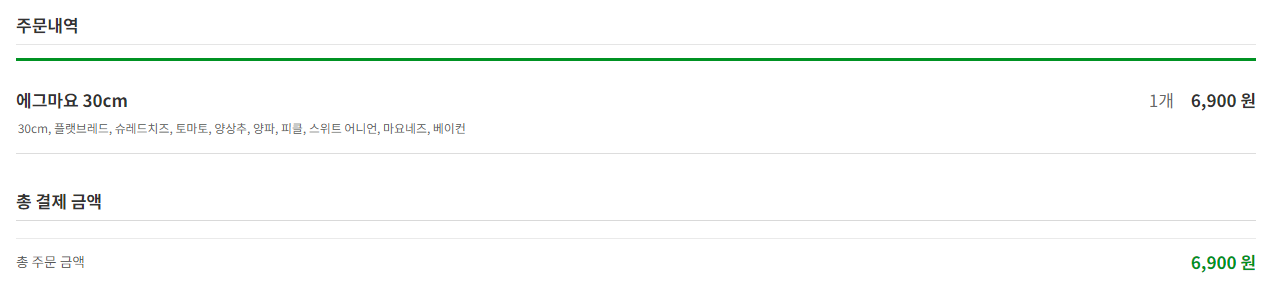 주문내역
에그마요 30cm 1개 6,900 원
30cm, 플랫브레드, 슈레드치즈, 토마토, 양상추, 양파, 피클, 스위트 어니언, 마요네즈, 베이컨
총 결제 금액
총 주문 금액 6,900 원